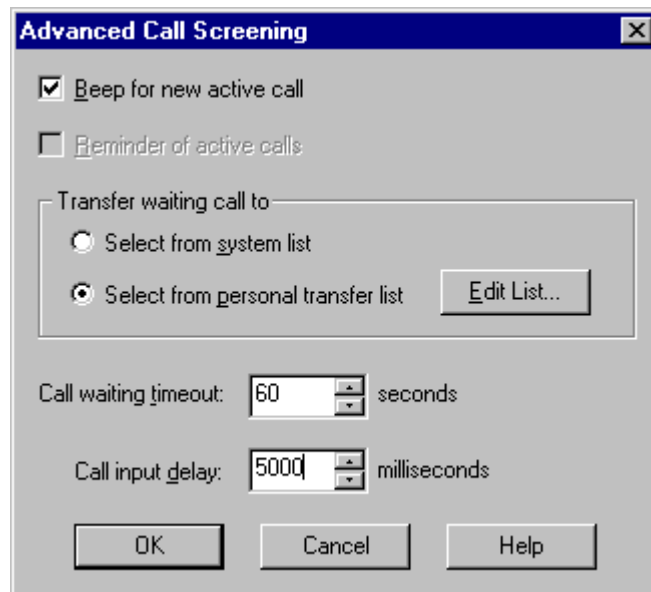 Advanced Call Screening
Beep for new active call
Reminder of active calls
Transfer waiting call to
Select from system list
Select from personal transfer list Edit List...
Call waiting timeout: 60 seconds
Call input delay: 5000 milliseconds
OK Cancel Help